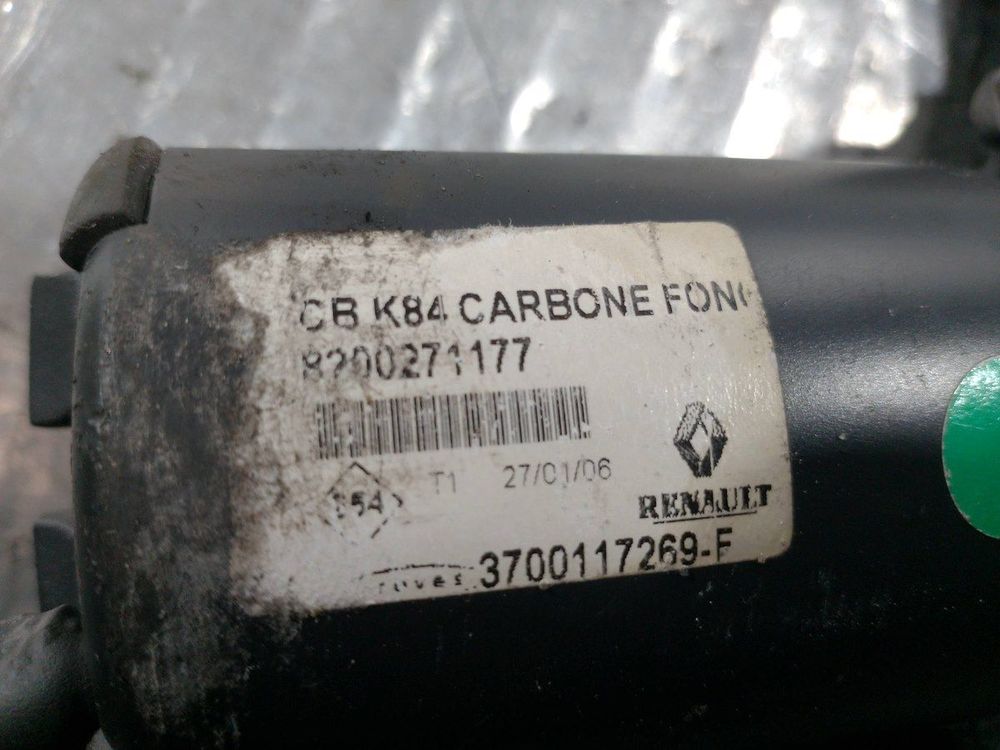 CB K84 CARBONE FON
8200271177
T1 27/01/06
RENAULT
3700117269-F